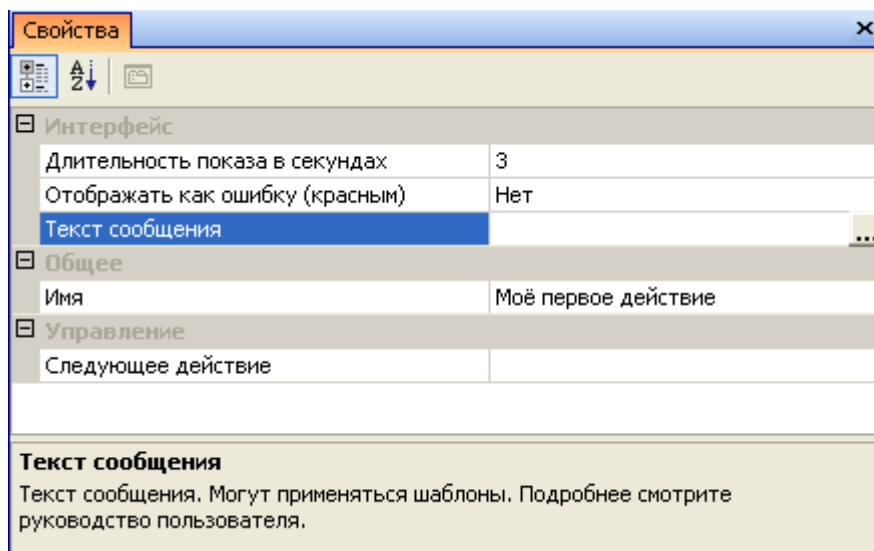 Свойства
Интерфейс
Длительность показа в секундах 3
Отображать как ошибку (красным) Нет
Текст сообщения ...
Общее
Имя Моё первое действие
Управление
Следующее действие
Текст сообщения
Текст сообщения. Могут применяться шаблоны. Подробнее смотрите
руководство пользователя.